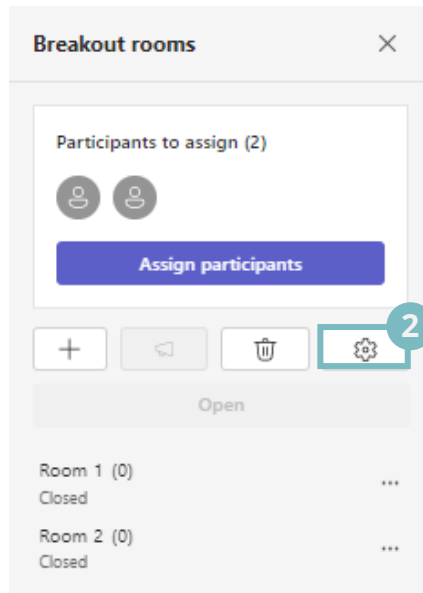 Breakout rooms
Participants to assign (2)
Assign participants
2
Open
Room 1 (0)
Closed
Room 2 (0)
Closed